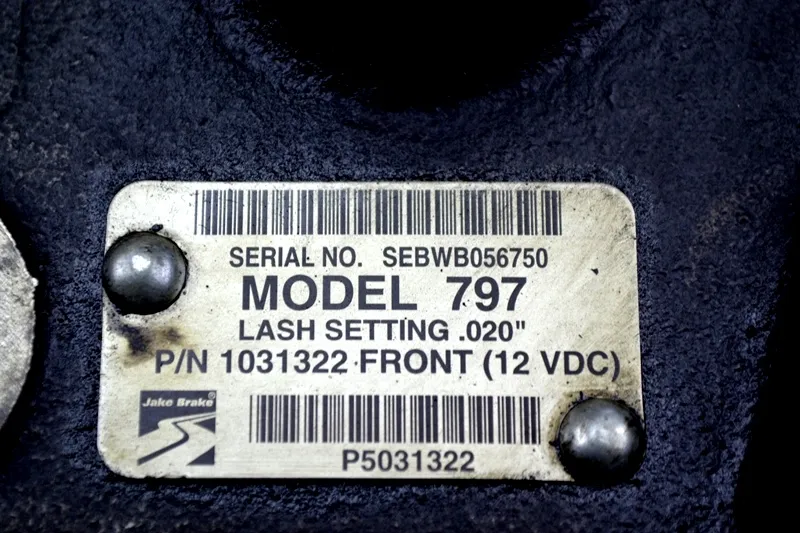 SERIAL NO. SEBWB056750
MODEL 797
LASH SETTING .020"
P/N 1031322 FRONT (12 VDC)
Jake Brake®
P5031322